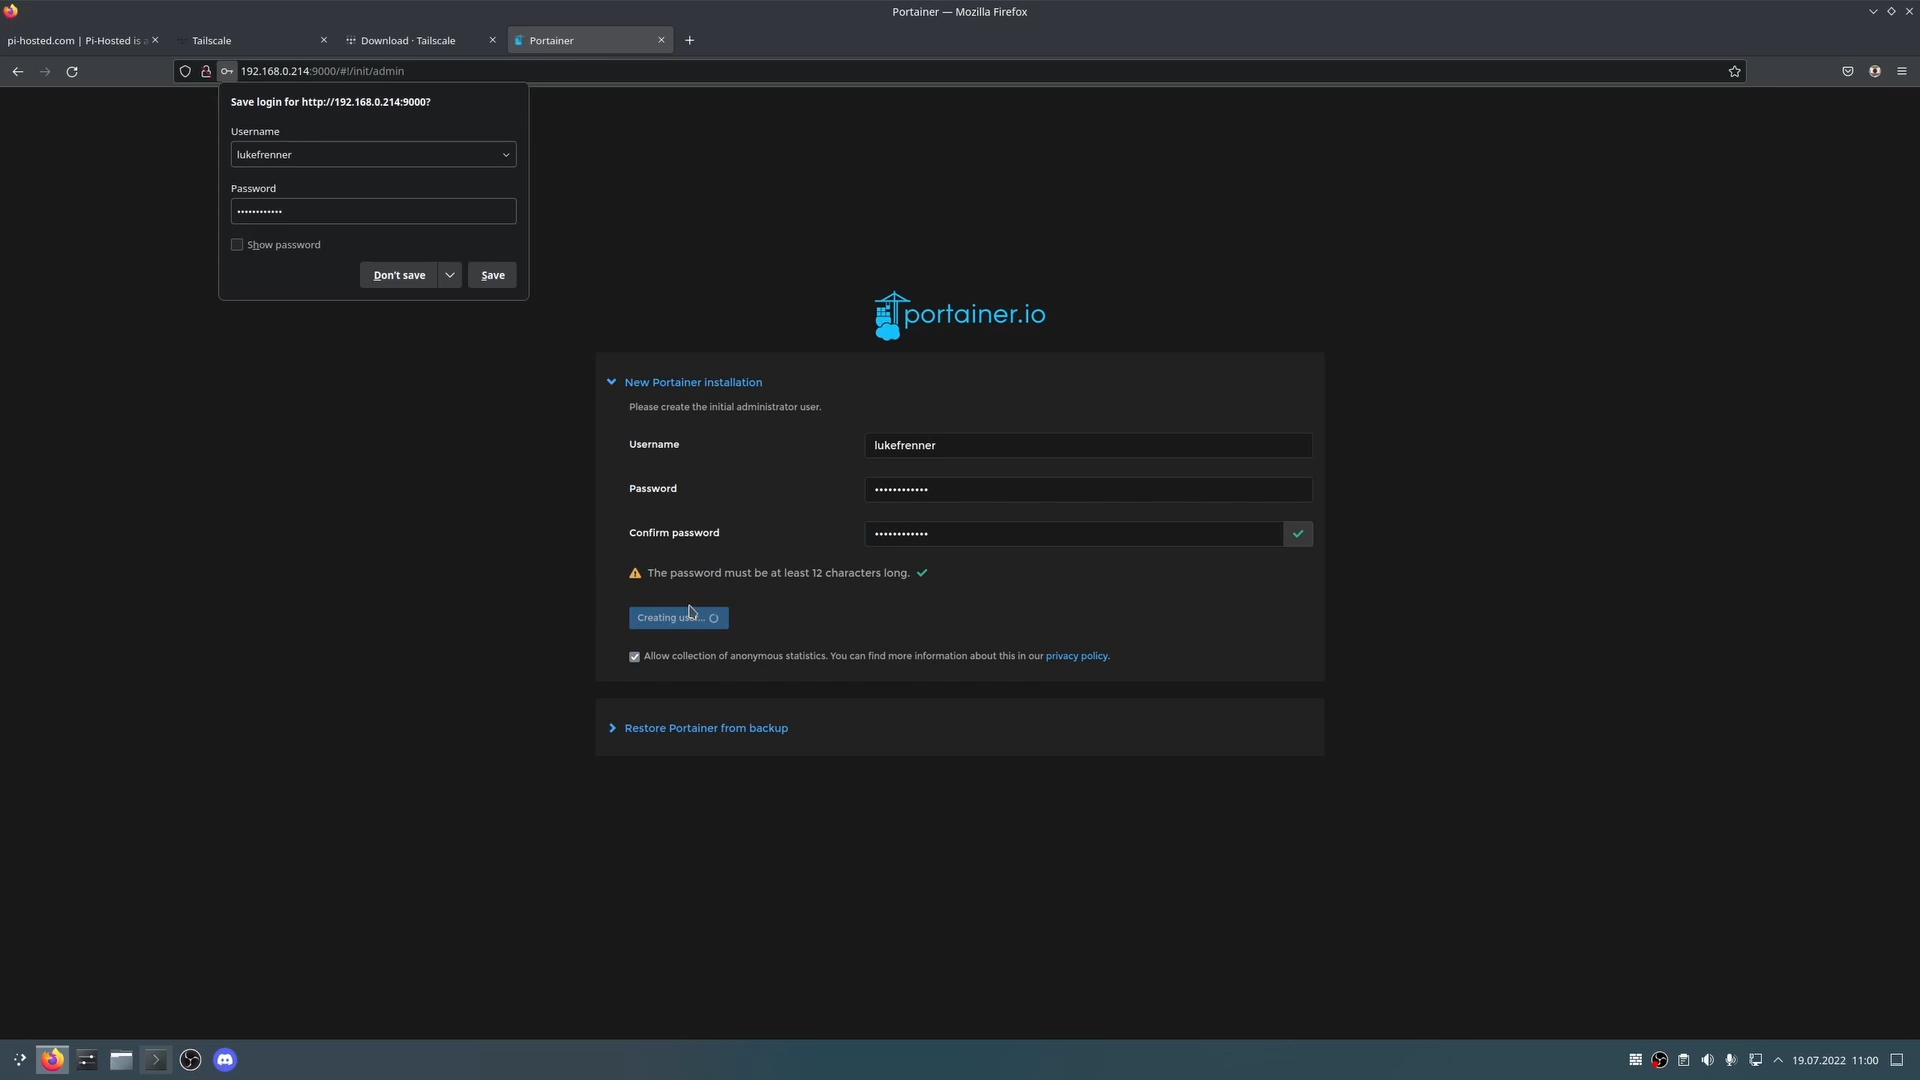 Portainer — Mozilla Firefox
pi-hosted.com | Pi-Hosted is a
Tailscale
Download · Tailscale
Portainer
192.168.0.214:9000/#!/init/admin
Save login for http://192.168.0.214:9000?
Username
lukefrenner
Password
••••••••••••
Show password
Don't save
Save
portainer.io
New Portainer installation
Please create the initial administrator user.
Username
lukefrenner
Password
••••••••••••
Confirm password
••••••••••••
The password must be at least 12 characters long.
Creating
Allow collection of anonymous statistics. You can find more information about this in our privacy policy.
Restore Portainer from backup
19.07.2022 11:00